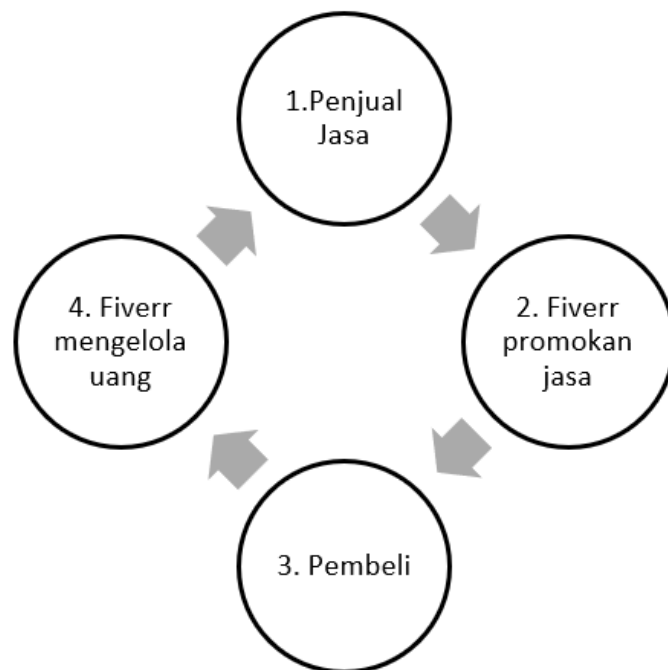 1.Penjual
Jasa
2. Fiverr
promokan
jasa
3. Pembeli
4. Fiverr
mengelola
uang